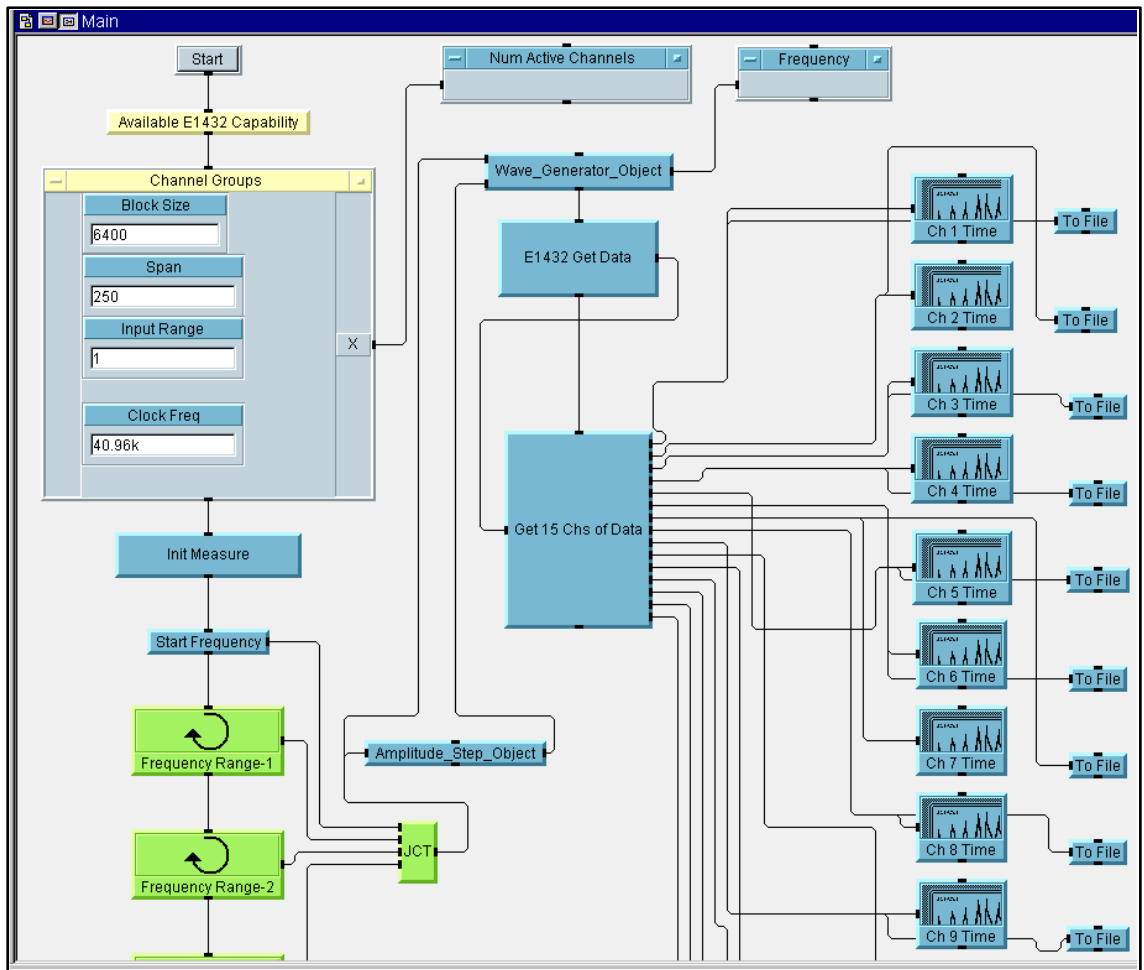 Main
Start
Num Active Channels
Frequency
Available E1432 Capability
Channel Groups
Block Size
6400
Span
250
Input Range
1
X
Clock Freq
40.96k
Init Measure
Start Frequency
Frequency Range-1
Frequency Range-2
JCT
Amplitude_Step_Object
Wave_Generator_Object
E1432 Get Data
Get 15 Chs of Data
Ch 1 Time
To File
Ch 2 Time
To File
Ch 3 Time
To File
Ch 4 Time
To File
Ch 5 Time
To File
Ch 6 Time
To File
Ch 7 Time
To File
Ch 8 Time
To File
Ch 9 Time
To File